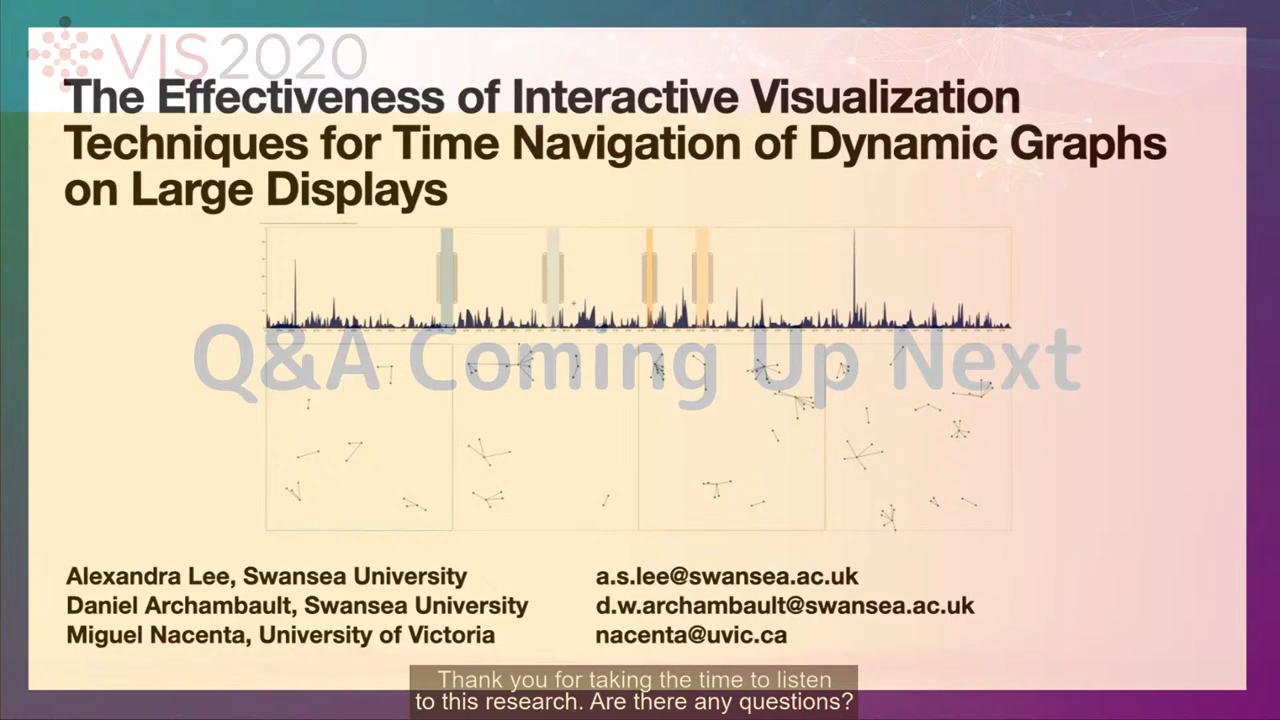 VIS2020
The Effectiveness of Interactive Visualization
Techniques for Time Navigation of Dynamic Graphs
on Large Displays
Q&A Coming Up Next
Alexandra Lee, Swansea University
a.s.lee@swansea.ac.uk
Daniel Archambault, Swansea University
d.w.archambault@swansea.ac.uk
Miguel Nacenta, University of Victoria
nacenta@uvic.ca
Thank you for taking the time to listen
to this research. Are there any questions?